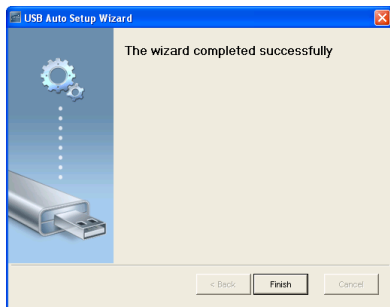 USB Auto Setup Wizard
The wizard completed successfully
< Back
Finish
Cancel